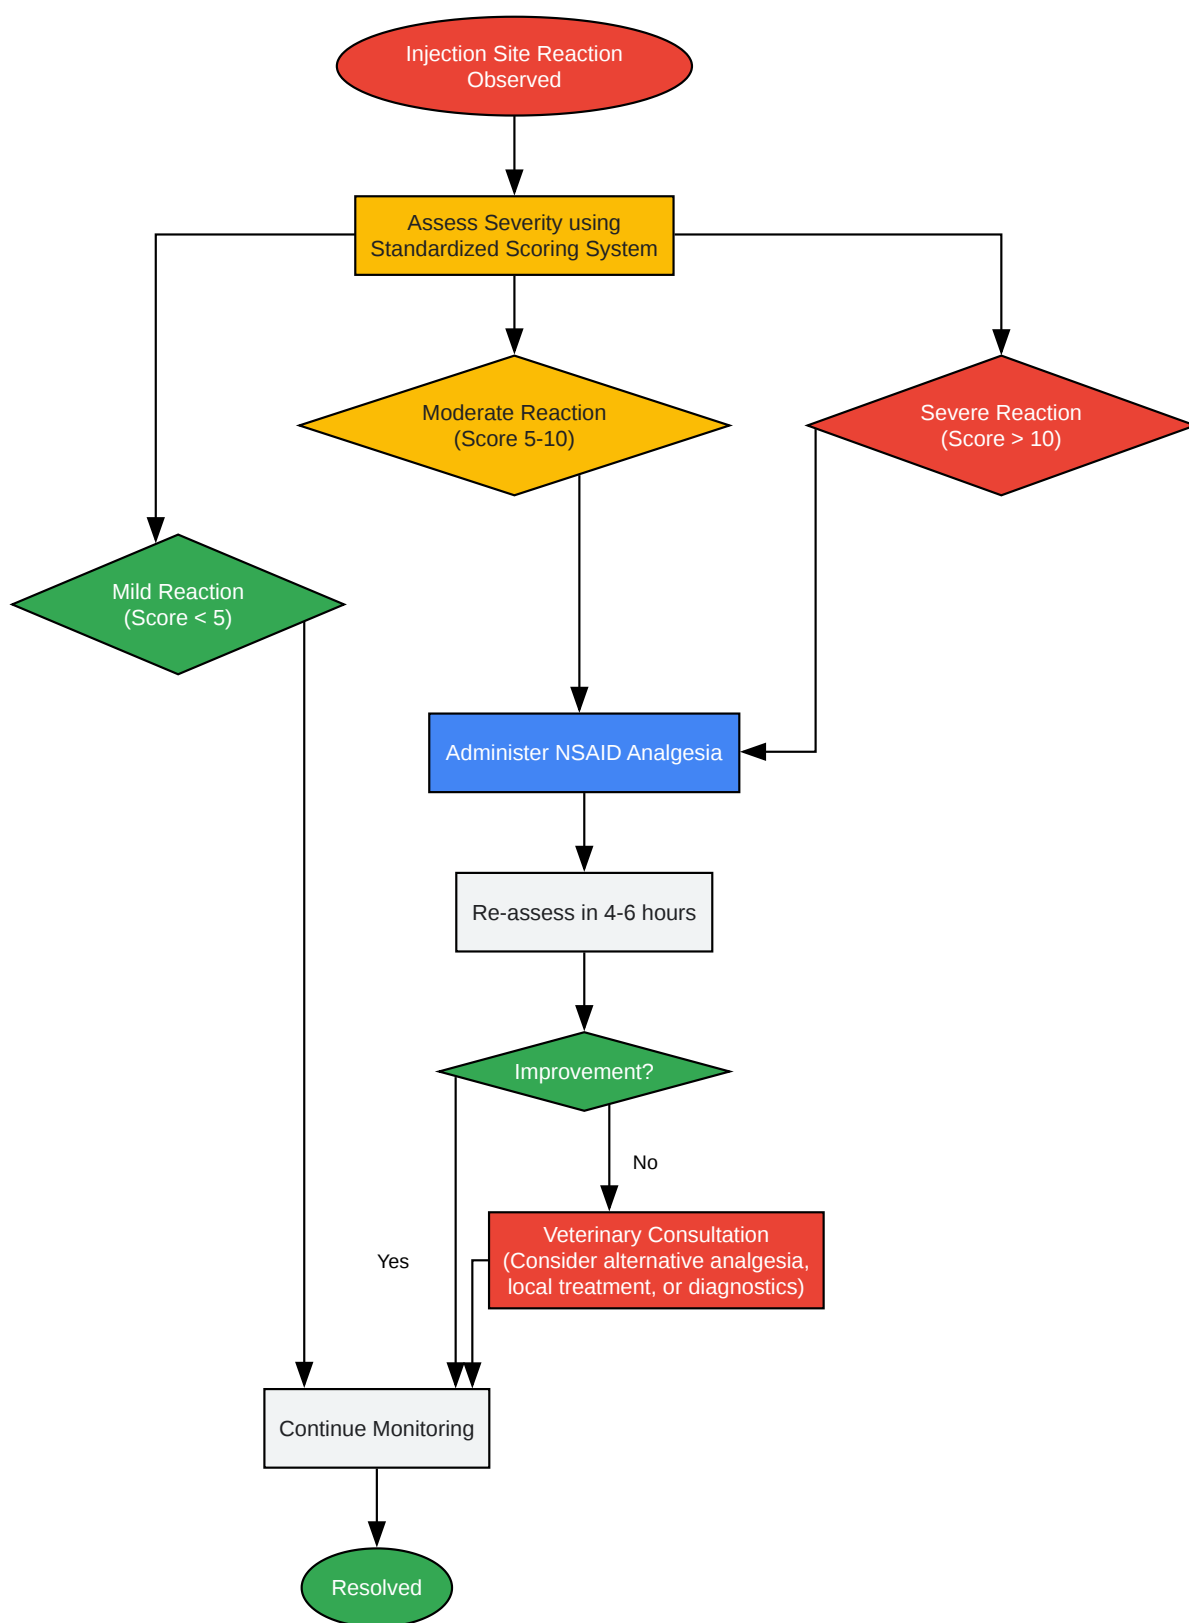 Injection Site Reaction
Observed
Assess Severity using
Standardized Scoring System
Moderate Reaction
(Score 5-10)
Severe Reaction
(Score > 10)
Mild Reaction
(Score < 5)
Administer NSAID Analgesia
Re-assess in 4-6 hours
Improvement?
No
Veterinary Consultation
(Consider alternative analgesia,
local treatment, or diagnostics)
Yes
Continue Monitoring
Resolved